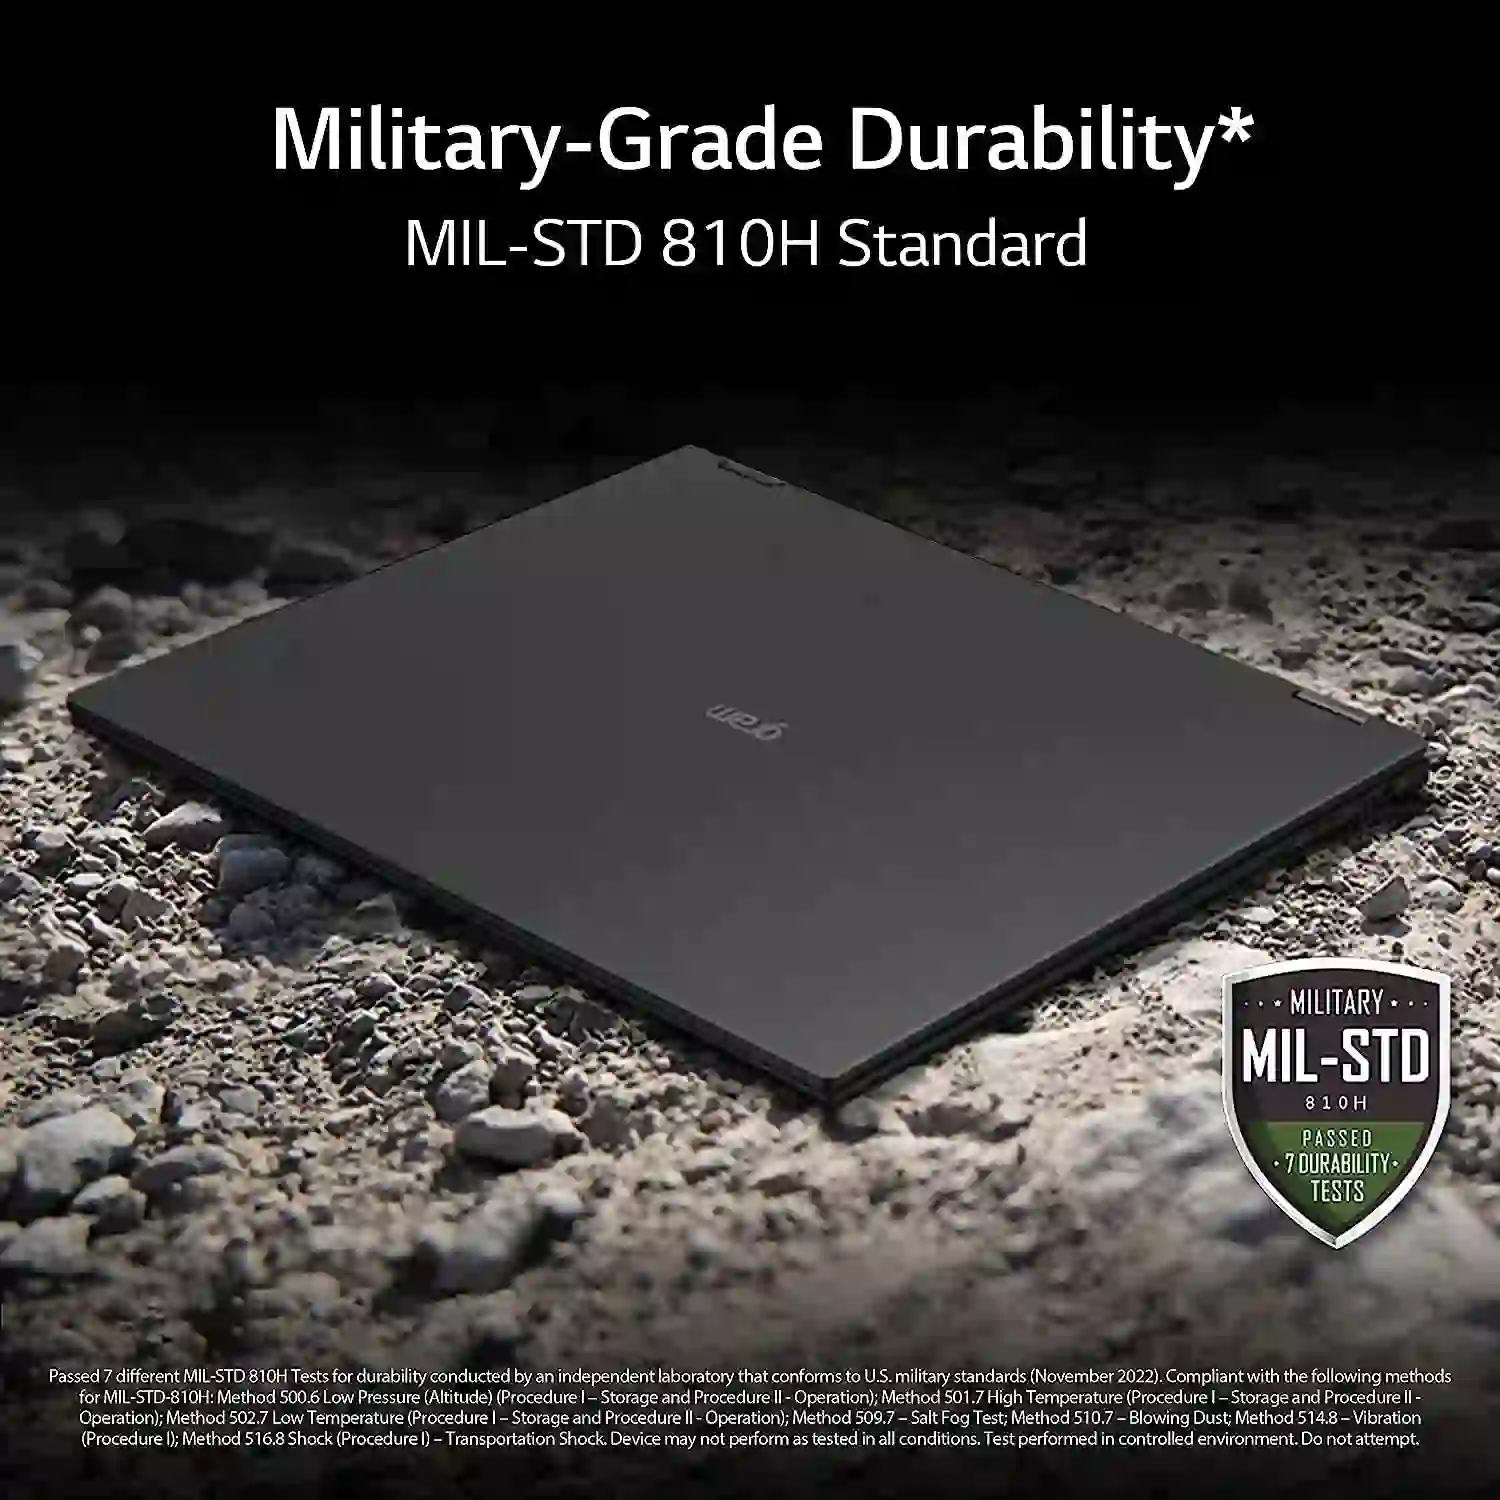 Military-Grade Durability*
MIL-STD 810H Standard
gram
· · · ★ MILITARY ★ · · ·
MIL-STD
810H
PASSED
· 7 DURABILITY ·
TESTS
Passed 7 different MIL-STD 810H Tests for durability conducted by an independent laboratory that conforms to U.S. military standards (November 2022). Compliant with the following methods
for MIL-STD-810H: Method 500.6 Low Pressure (Altitude) (Procedure I – Storage and Procedure II - Operation); Method 501.7 High Temperature (Procedure I – Storage and Procedure II -
Operation); Method 502.7 Low Temperature (Procedure I – Storage and Procedure II - Operation); Method 509.7 – Salt Fog Test; Method 510.7 – Blowing Dust; Method 514.8 – Vibration
(Procedure I); Method 516.8 Shock (Procedure I) – Transportation Shock. Device may not perform as tested in all conditions. Test performed in controlled environment. Do not attempt.